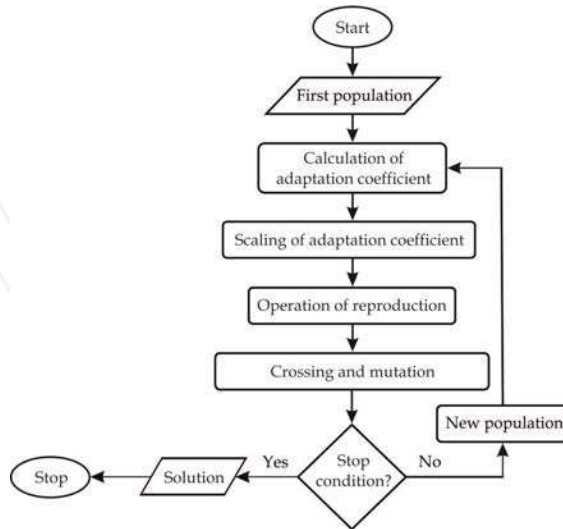 Start
First population
Calculation of
adaptation coefficient
Scaling of adaptation coefficient
Operation of reproduction
Crossing and mutation
New population
Stop
condition?
Yes
No
Solution
Stop